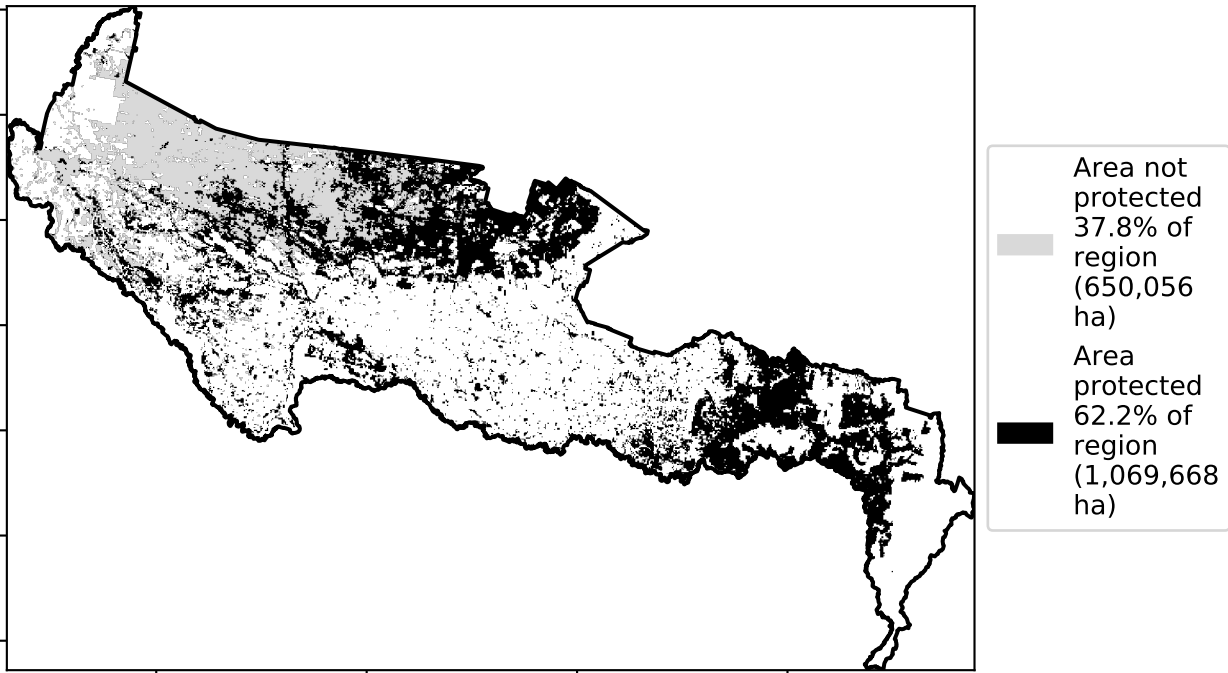 Area not
protected
37.8% of
region
(650,056
ha)
Area
protected
62.2% of
region
(1,069,668
ha)